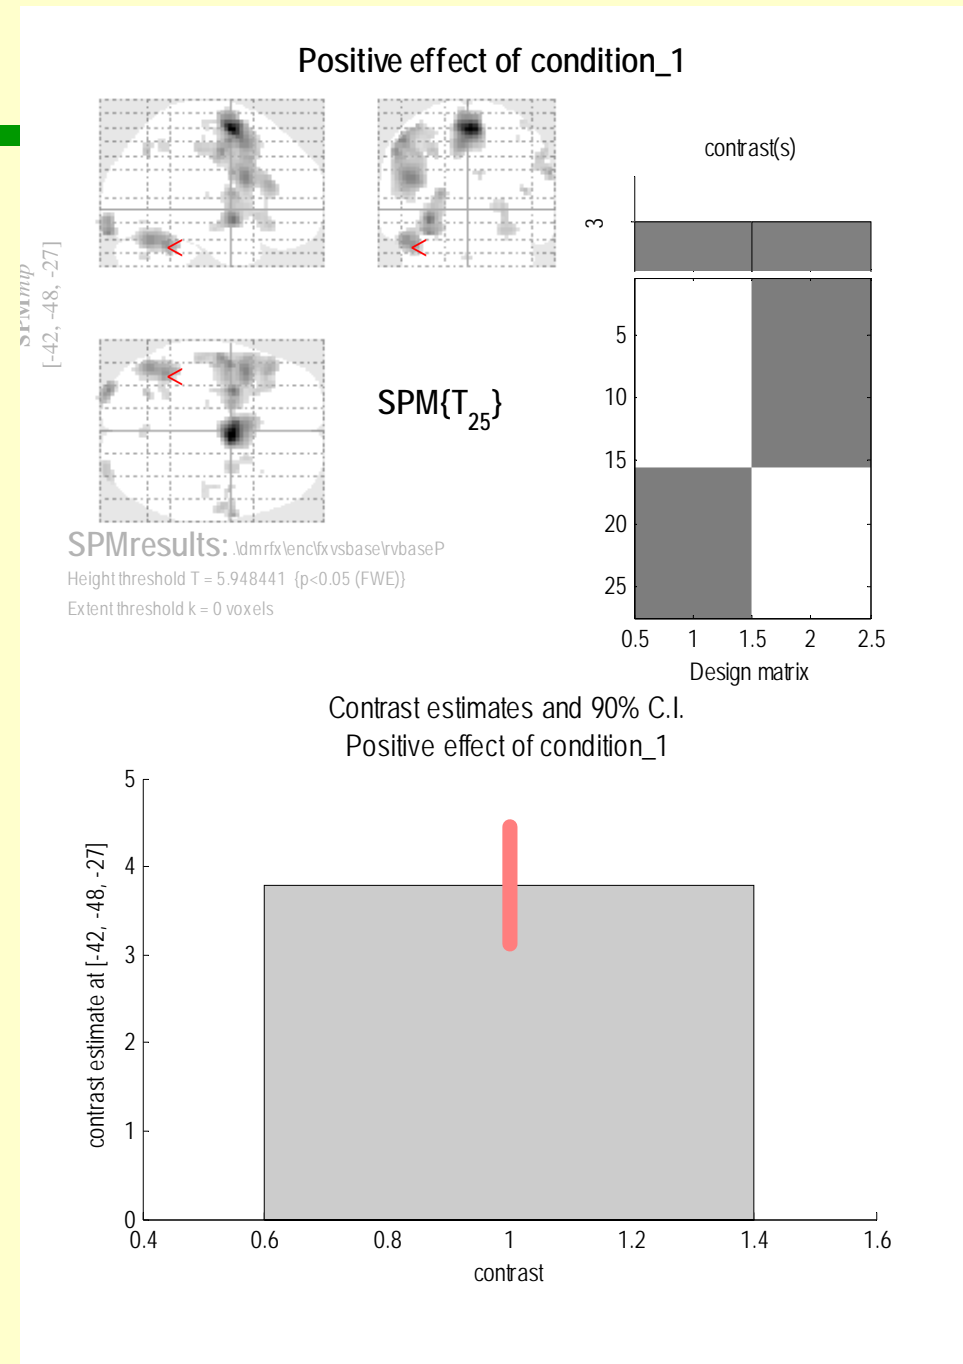 Positive effect of condition_1
contrast(s)
3
SPMmip
[-42, -48, -27]
<
<
<
SPM{T25}
5
10
15
20
25
0.5 1 1.5 2 2.5
Design matrix
SPMresults: .\dmrfx\enc\fxvsbase\rvbaseP
Height threshold T = 5.948441 {p<0.05 (FWE)}
Extent threshold k = 0 voxels
Contrast estimates and 90% C.I.
Positive effect of condition_1
contrast estimate at [-42, -48, -27]
5
4
3
2
1
0
0.4 0.6 0.8 1 1.2 1.4 1.6
contrast